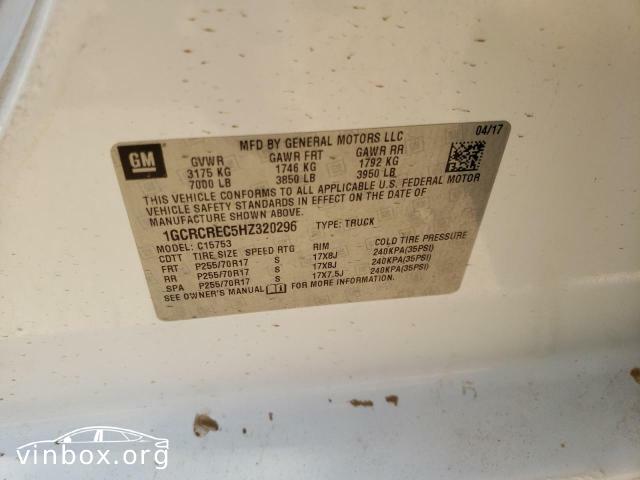 GM
MFD BY GENERAL MOTORS LLC
04/17
GVWR GAWR FRT GAWR RR
3175 KG 1746 KG 1792 KG
7000 LB 3850 LB 3950 LB
THIS VEHICLE CONFORMS TO ALL APPLICABLE U.S. FEDERAL MOTOR
VEHICLE SAFETY STANDARDS IN EFFECT ON THE DATE OF
MANUFACTURE SHOWN ABOVE.
1GCRCREC5HZ320296 TYPE: TRUCK
MODEL: C15753
CDTT TIRE SIZE SPEED RTG RIM COLD TIRE PRESSURE
FRT P255/70R17 S 17X8J 240KPA(35PSI)
RR P255/70R17 S 17X8J 240KPA(35PSI)
SPA P255/70R17 S 17X7.5J 240KPA(35PSI)
SEE OWNER'S MANUAL FOR MORE INFORMATION.
vinbox.org